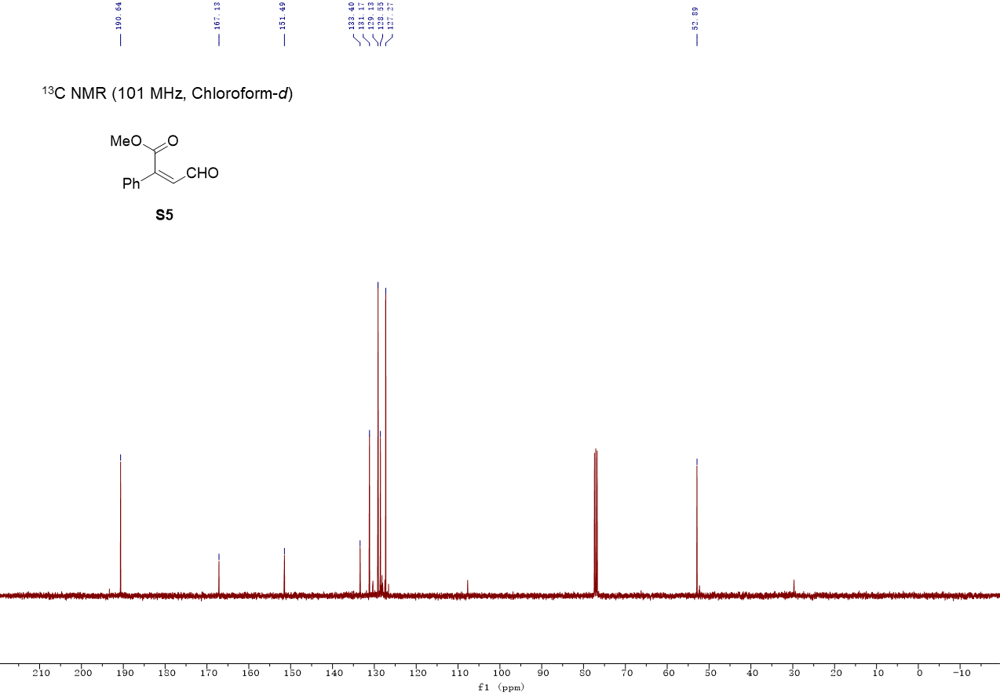 190.64
167.13
151.49
133.40
131.17
129.13
128.55
127.27
52.89
13C NMR (101 MHz, Chloroform-d)
MeO O
CHO
Ph
S5
210 200 190 180 170 160 150 140 130 120 110 100 90 80 70 60 50 40 30 20 10 0 -10
f1 (ppm)